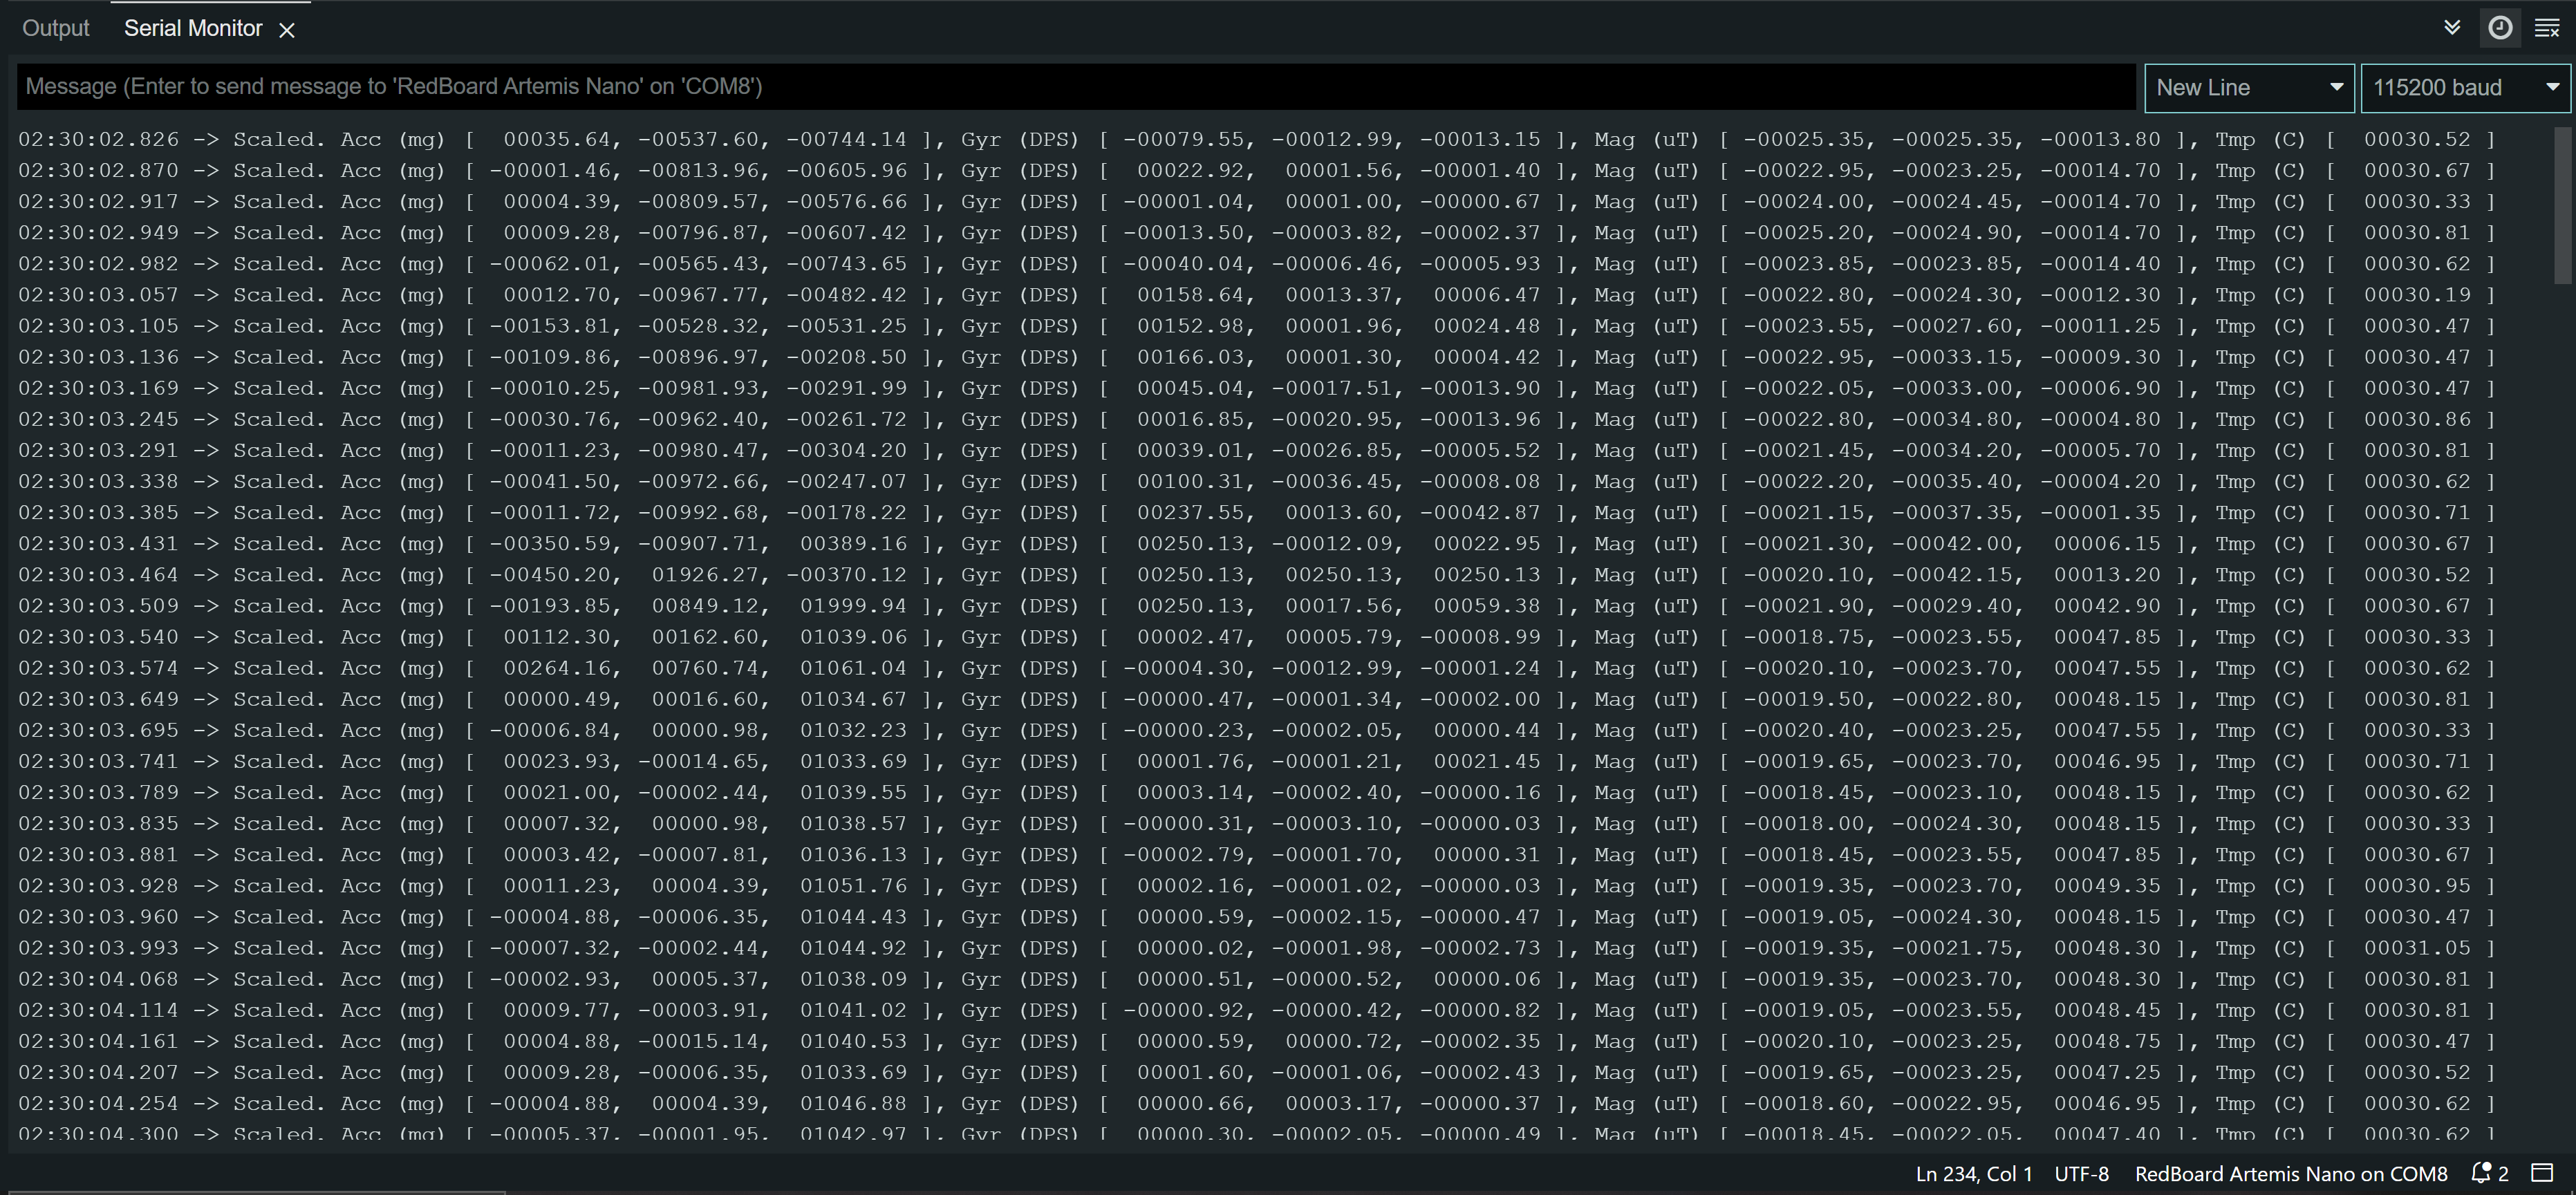 Output Serial Monitor
Message (Enter to send message to 'RedBoard Artemis Nano' on 'COM8') New Line 115200 baud
02:30:02.826 -> Scaled. Acc (mg) [  00035.64, -00537.60, -00744.14 ], Gyr (DPS) [ -00079.55, -00012.99, -00013.15 ], Mag (uT) [ -00025.35, -00025.35, -00013.80 ], Tmp (C) [  00030.52 ]
02:30:02.870 -> Scaled. Acc (mg) [ -00001.46, -00813.96, -00605.96 ], Gyr (DPS) [  00022.92,  00001.56, -00001.40 ], Mag (uT) [ -00022.95, -00023.25, -00014.70 ], Tmp (C) [  00030.67 ]
02:30:02.917 -> Scaled. Acc (mg) [  00004.39, -00809.57, -00576.66 ], Gyr (DPS) [ -00001.04,  00001.00, -00000.67 ], Mag (uT) [ -00024.00, -00024.45, -00014.70 ], Tmp (C) [  00030.33 ]
02:30:02.949 -> Scaled. Acc (mg) [  00009.28, -00796.87, -00607.42 ], Gyr (DPS) [ -00013.50, -00003.82, -00002.37 ], Mag (uT) [ -00025.20, -00024.90, -00014.70 ], Tmp (C) [  00030.81 ]
02:30:02.982 -> Scaled. Acc (mg) [ -00062.01, -00565.43, -00743.65 ], Gyr (DPS) [ -00040.04, -00006.46, -00005.93 ], Mag (uT) [ -00023.85, -00023.85, -00014.40 ], Tmp (C) [  00030.62 ]
02:30:03.057 -> Scaled. Acc (mg) [  00012.70, -00967.77, -00482.42 ], Gyr (DPS) [  00158.64,  00013.37,  00006.47 ], Mag (uT) [ -00022.80, -00024.30, -00012.30 ], Tmp (C) [  00030.19 ]
02:30:03.105 -> Scaled. Acc (mg) [ -00153.81, -00528.32, -00531.25 ], Gyr (DPS) [  00152.98,  00001.96,  00024.48 ], Mag (uT) [ -00023.55, -00027.60, -00011.25 ], Tmp (C) [  00030.47 ]
02:30:03.136 -> Scaled. Acc (mg) [ -00109.86, -00896.97, -00208.50 ], Gyr (DPS) [  00166.03,  00001.30,  00004.42 ], Mag (uT) [ -00022.95, -00033.15, -00009.30 ], Tmp (C) [  00030.47 ]
02:30:03.169 -> Scaled. Acc (mg) [ -00010.25, -00981.93, -00291.99 ], Gyr (DPS) [  00045.04, -00017.51, -00013.90 ], Mag (uT) [ -00022.05, -00033.00, -00006.90 ], Tmp (C) [  00030.47 ]
02:30:03.245 -> Scaled. Acc (mg) [ -00030.76, -00962.40, -00261.72 ], Gyr (DPS) [  00016.85, -00020.95, -00013.96 ], Mag (uT) [ -00022.80, -00034.80, -00004.80 ], Tmp (C) [  00030.86 ]
02:30:03.291 -> Scaled. Acc (mg) [ -00011.23, -00980.47, -00304.20 ], Gyr (DPS) [  00039.01, -00026.85, -00005.52 ], Mag (uT) [ -00021.45, -00034.20, -00005.70 ], Tmp (C) [  00030.81 ]
02:30:03.338 -> Scaled. Acc (mg) [ -00041.50, -00972.66, -00247.07 ], Gyr (DPS) [  00100.31, -00036.45, -00008.08 ], Mag (uT) [ -00022.20, -00035.40, -00004.20 ], Tmp (C) [  00030.62 ]
02:30:03.385 -> Scaled. Acc (mg) [ -00011.72, -00992.68, -00178.22 ], Gyr (DPS) [  00237.55,  00013.60, -00042.87 ], Mag (uT) [ -00021.15, -00037.35, -00001.35 ], Tmp (C) [  00030.71 ]
02:30:03.431 -> Scaled. Acc (mg) [ -00350.59, -00907.71,  00389.16 ], Gyr (DPS) [  00250.13, -00012.09,  00022.95 ], Mag (uT) [ -00021.30, -00042.00,  00006.15 ], Tmp (C) [  00030.67 ]
02:30:03.464 -> Scaled. Acc (mg) [ -00450.20,  01926.27, -00370.12 ], Gyr (DPS) [  00250.13,  00250.13,  00250.13 ], Mag (uT) [ -00020.10, -00042.15,  00013.20 ], Tmp (C) [  00030.52 ]
02:30:03.509 -> Scaled. Acc (mg) [ -00193.85,  00849.12,  01999.94 ], Gyr (DPS) [  00250.13,  00017.56,  00059.38 ], Mag (uT) [ -00021.90, -00029.40,  00042.90 ], Tmp (C) [  00030.67 ]
02:30:03.540 -> Scaled. Acc (mg) [  00112.30,  00162.60,  01039.06 ], Gyr (DPS) [  00002.47,  00005.79, -00008.99 ], Mag (uT) [ -00018.75, -00023.55,  00047.85 ], Tmp (C) [  00030.33 ]
02:30:03.574 -> Scaled. Acc (mg) [  00264.16,  00760.74,  01061.04 ], Gyr (DPS) [ -00004.30, -00012.99, -00001.24 ], Mag (uT) [ -00020.10, -00023.70,  00047.55 ], Tmp (C) [  00030.62 ]
02:30:03.649 -> Scaled. Acc (mg) [  00000.49,  00016.60,  01034.67 ], Gyr (DPS) [ -00000.47, -00001.34, -00002.00 ], Mag (uT) [ -00019.50, -00022.80,  00048.15 ], Tmp (C) [  00030.81 ]
02:30:03.695 -> Scaled. Acc (mg) [ -00006.84,  00000.98,  01032.23 ], Gyr (DPS) [ -00000.23, -00002.05,  00000.44 ], Mag (uT) [ -00020.40, -00023.25,  00047.55 ], Tmp (C) [  00030.33 ]
02:30:03.741 -> Scaled. Acc (mg) [  00023.93, -00014.65,  01033.69 ], Gyr (DPS) [  00001.76, -00001.21,  00021.45 ], Mag (uT) [ -00019.65, -00023.70,  00046.95 ], Tmp (C) [  00030.71 ]
02:30:03.789 -> Scaled. Acc (mg) [  00021.00, -00002.44,  01039.55 ], Gyr (DPS) [  00003.14, -00002.40, -00000.16 ], Mag (uT) [ -00018.45, -00023.10,  00048.15 ], Tmp (C) [  00030.62 ]
02:30:03.835 -> Scaled. Acc (mg) [  00007.32,  00000.98,  01038.57 ], Gyr (DPS) [ -00000.31, -00003.10, -00000.03 ], Mag (uT) [ -00018.00, -00024.30,  00048.15 ], Tmp (C) [  00030.33 ]
02:30:03.881 -> Scaled. Acc (mg) [  00003.42, -00007.81,  01036.13 ], Gyr (DPS) [ -00002.79, -00001.70,  00000.31 ], Mag (uT) [ -00018.45, -00023.55,  00047.85 ], Tmp (C) [  00030.67 ]
02:30:03.928 -> Scaled. Acc (mg) [  00011.23,  00004.39,  01051.76 ], Gyr (DPS) [  00002.16, -00001.02, -00000.03 ], Mag (uT) [ -00019.35, -00023.70,  00049.35 ], Tmp (C) [  00030.95 ]
02:30:03.960 -> Scaled. Acc (mg) [ -00004.88, -00006.35,  01044.43 ], Gyr (DPS) [  00000.59, -00002.15, -00000.47 ], Mag (uT) [ -00019.05, -00024.30,  00048.15 ], Tmp (C) [  00030.47 ]
02:30:03.993 -> Scaled. Acc (mg) [ -00007.32, -00002.44,  01044.92 ], Gyr (DPS) [  00000.02, -00001.98, -00002.73 ], Mag (uT) [ -00019.35, -00021.75,  00048.30 ], Tmp (C) [  00031.05 ]
02:30:04.068 -> Scaled. Acc (mg) [ -00002.93,  00005.37,  01038.09 ], Gyr (DPS) [  00000.51, -00000.52,  00000.06 ], Mag (uT) [ -00019.35, -00023.70,  00048.30 ], Tmp (C) [  00030.81 ]
02:30:04.114 -> Scaled. Acc (mg) [  00009.77, -00003.91,  01041.02 ], Gyr (DPS) [ -00000.92, -00000.42, -00000.82 ], Mag (uT) [ -00019.05, -00023.55,  00048.45 ], Tmp (C) [  00030.81 ]
02:30:04.161 -> Scaled. Acc (mg) [  00004.88, -00015.14,  01040.53 ], Gyr (DPS) [  00000.59,  00000.72, -00002.35 ], Mag (uT) [ -00020.10, -00023.25,  00048.75 ], Tmp (C) [  00030.47 ]
02:30:04.207 -> Scaled. Acc (mg) [  00009.28, -00006.35,  01033.69 ], Gyr (DPS) [  00001.60, -00001.06, -00002.43 ], Mag (uT) [ -00019.65, -00023.25,  00047.25 ], Tmp (C) [  00030.52 ]
02:30:04.254 -> Scaled. Acc (mg) [ -00004.88,  00004.39,  01046.88 ], Gyr (DPS) [  00000.66,  00003.17, -00000.37 ], Mag (uT) [ -00018.60, -00022.95,  00046.95 ], Tmp (C) [  00030.62 ]
02:30:04.300 -> Scaled. Acc (mg) [ -00005.37, -00001.95,  01042.97 ], Gyr (DPS) [  00000.30, -00002.05, -00000.49 ], Mag (uT) [ -00018.45, -00022.05,  00047.40 ], Tmp (C) [  00030.62 ]
Ln 234, Col 1 UTF-8 RedBoard Artemis Nano on COM8 2